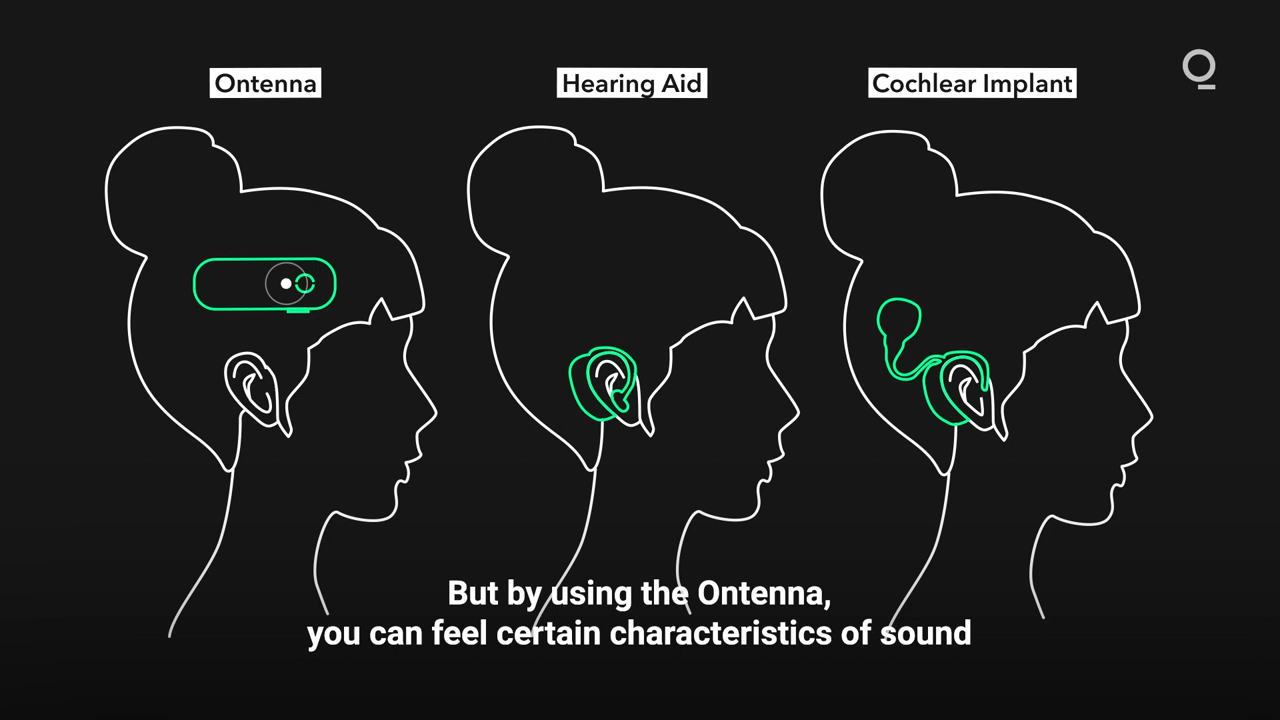 Ontenna
Hearing Aid
Cochlear Implant
But by using the Ontenna,
you can feel certain characteristics of sound